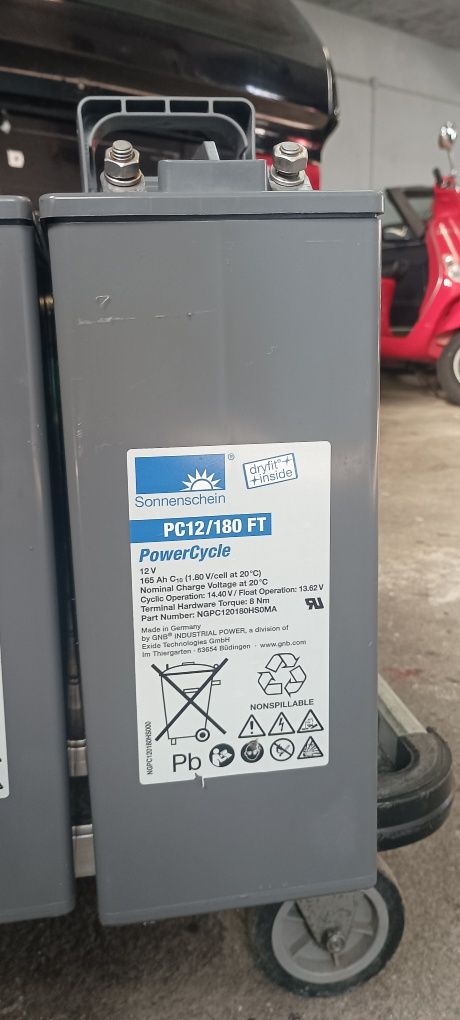 Sonnenschein®
dryfit®
inside
PC12/180 FT
PowerCycle
12 V
165 Ah C₁₀ (1.80 V/cell at 20°C)
Nominal Charge Voltage at 20°C
Cyclic Operation: 14.40 V / Float Operation: 13.62 V
Terminal Hardware Torque: 8 Nm
Part Number: NGPC120180HS0MA
Made in Germany
by GNB® INDUSTRIAL POWER, a division of
Exide Technologies GmbH
Im Thiergarten · 63654 Büdingen · www.gnb.com
NONSPILLABLE
Pb
NGPC120180HS000